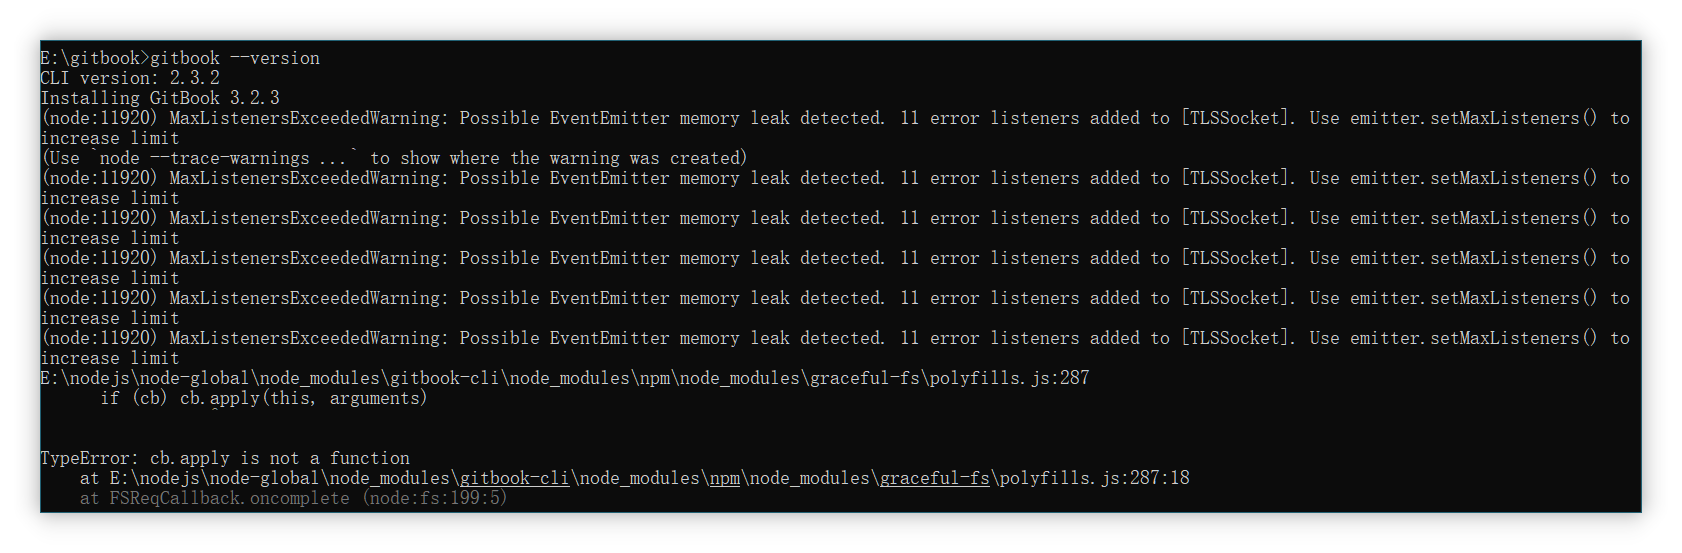 E:\gitbook>gitbook --version
CLI version: 2.3.2
Installing GitBook 3.2.3
(node:11920) MaxListenersExceededWarning: Possible EventEmitter memory leak detected. 11 error listeners added to [TLSSocket]. Use emitter.setMaxListeners() to
increase limit
(Use `node --trace-warnings ...` to show where the warning was created)
(node:11920) MaxListenersExceededWarning: Possible EventEmitter memory leak detected. 11 error listeners added to [TLSSocket]. Use emitter.setMaxListeners() to
increase limit
(node:11920) MaxListenersExceededWarning: Possible EventEmitter memory leak detected. 11 error listeners added to [TLSSocket]. Use emitter.setMaxListeners() to
increase limit
(node:11920) MaxListenersExceededWarning: Possible EventEmitter memory leak detected. 11 error listeners added to [TLSSocket]. Use emitter.setMaxListeners() to
increase limit
(node:11920) MaxListenersExceededWarning: Possible EventEmitter memory leak detected. 11 error listeners added to [TLSSocket]. Use emitter.setMaxListeners() to
increase limit
(node:11920) MaxListenersExceededWarning: Possible EventEmitter memory leak detected. 11 error listeners added to [TLSSocket]. Use emitter.setMaxListeners() to
increase limit
E:\nodejs\node-global\node_modules\gitbook-cli\node_modules\npm\node_modules\graceful-fs\polyfills.js:287
      if (cb) cb.apply(this, arguments)
                 ^
TypeError: cb.apply is not a function
    at E:\nodejs\node-global\node_modules\gitbook-cli\node_modules\npm\node_modules\graceful-fs\polyfills.js:287:18
    at FSReqCallback.oncomplete (node:fs:199:5)